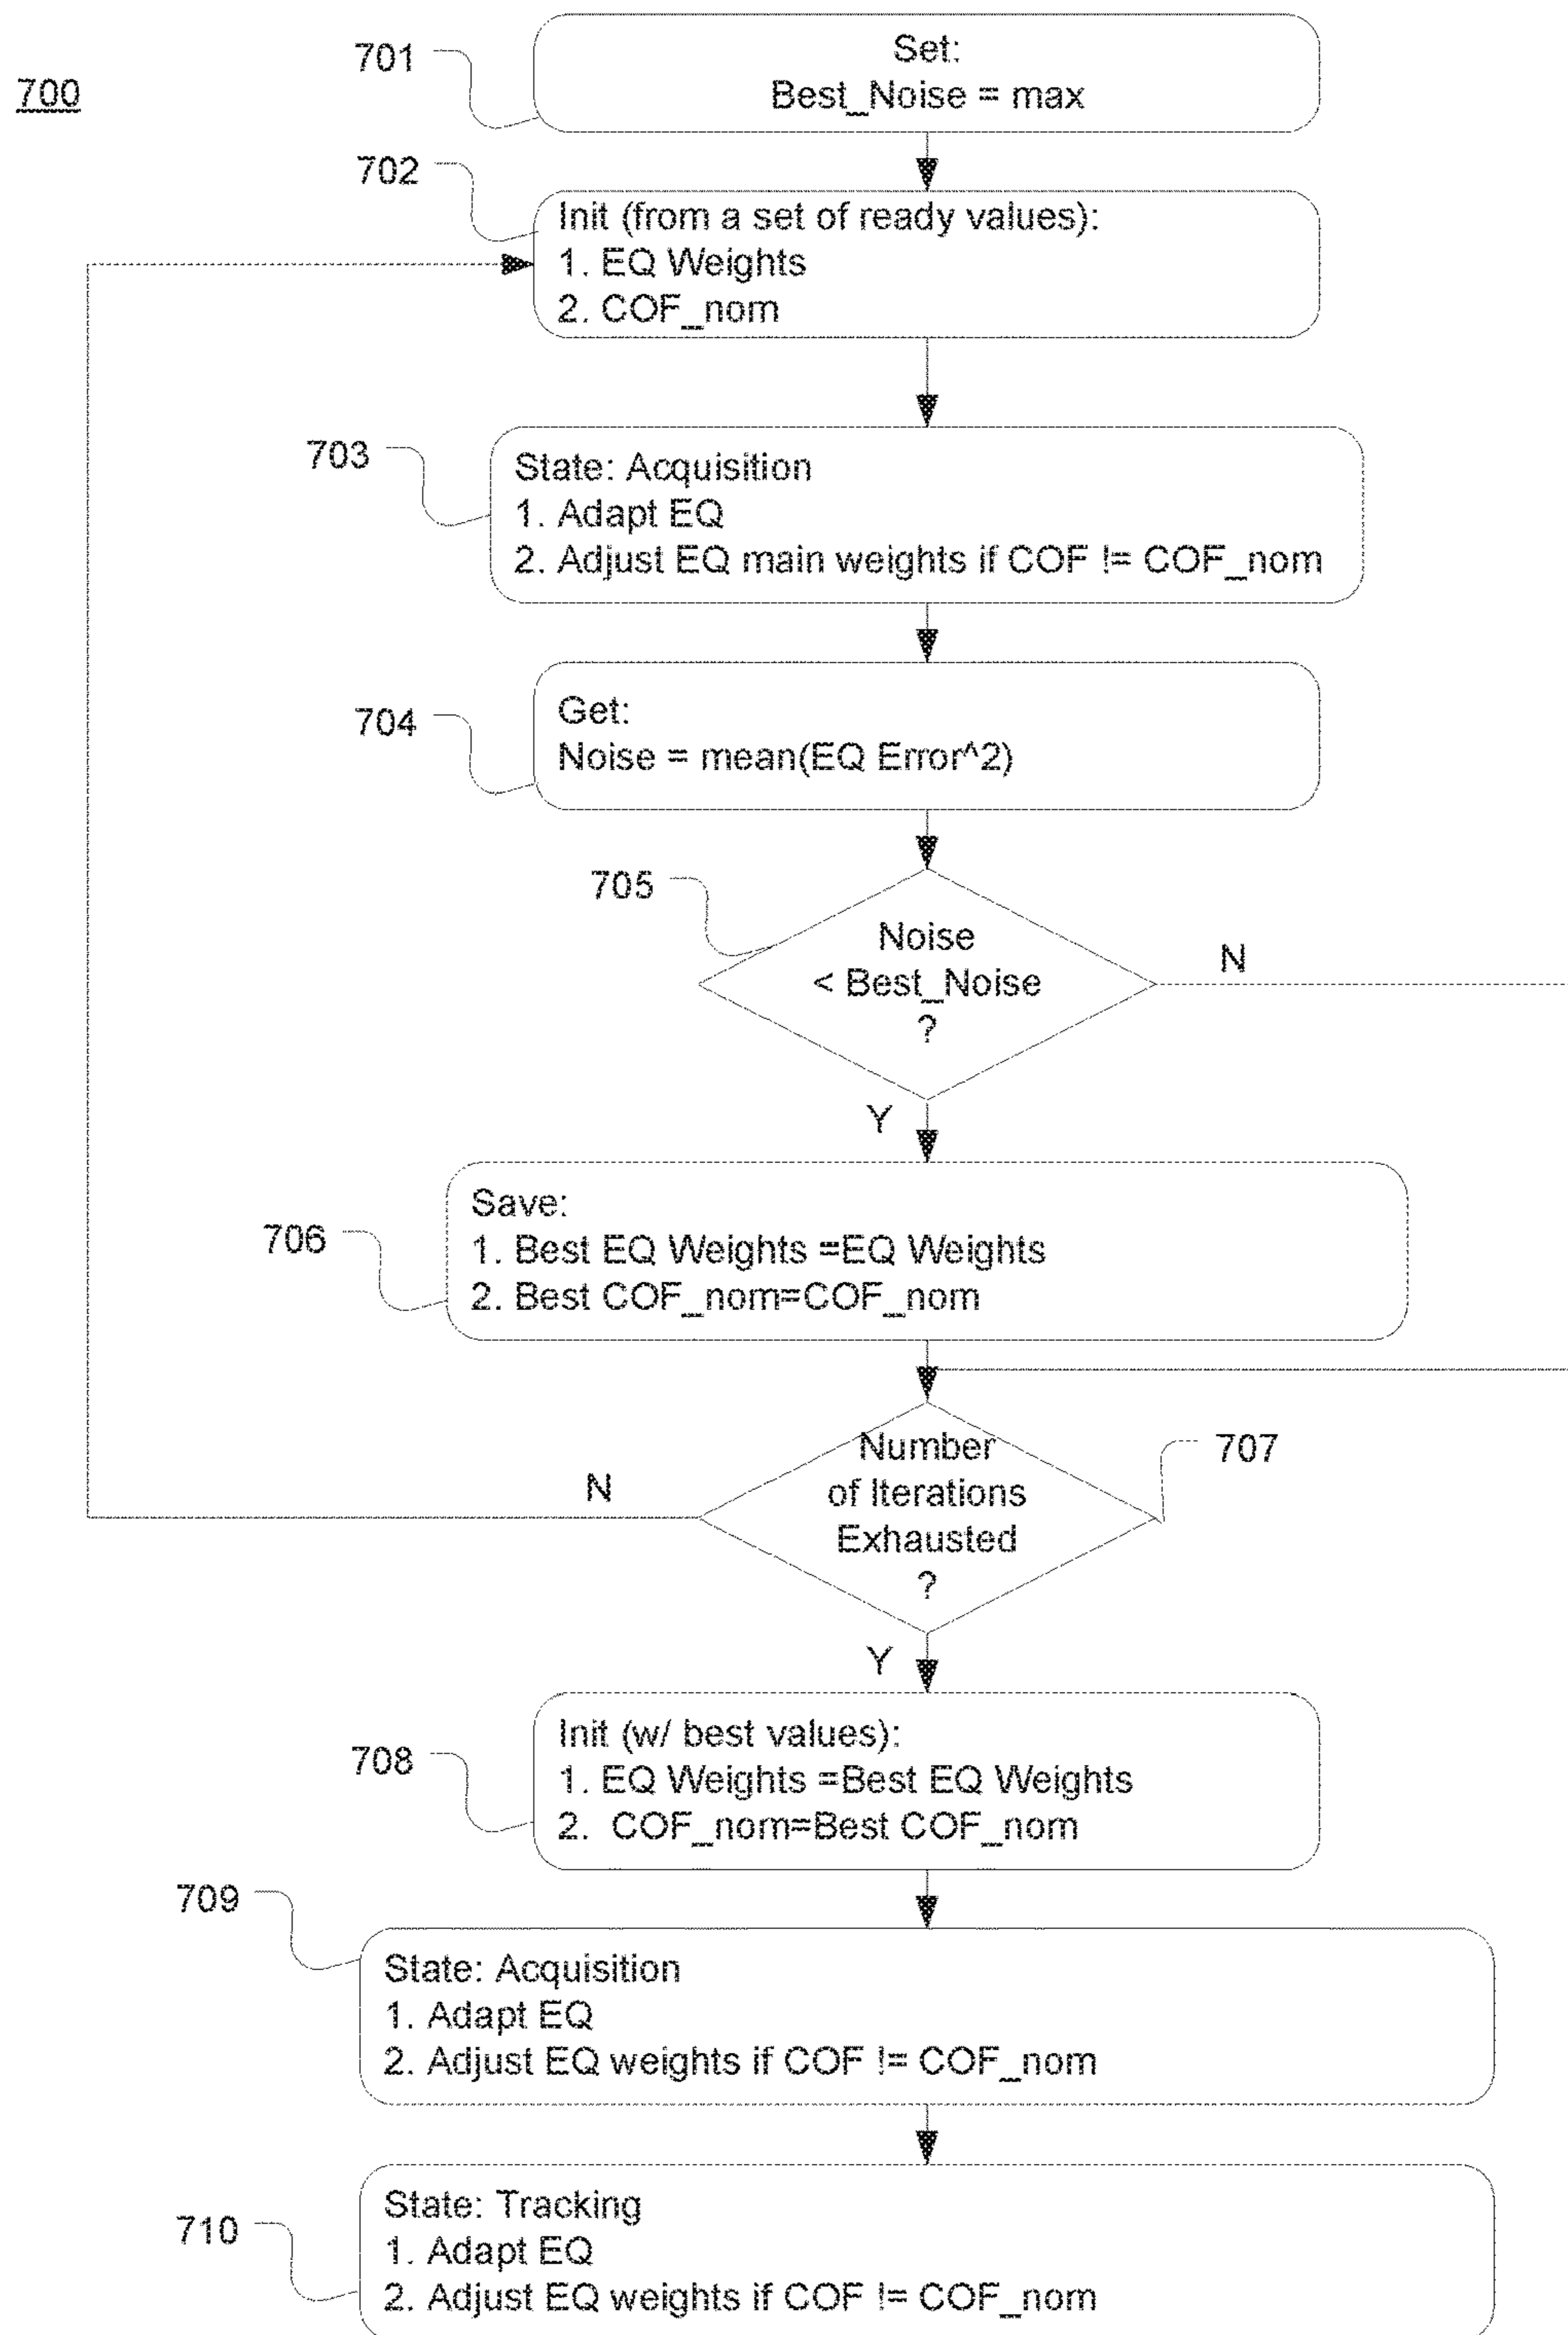 700
701
Set:
Best_Noise = max
702
Init (from a set of ready values):
1. EQ Weights
2. COF_nom
703
State: Acquisition
1. Adapt EQ
2. Adjust EQ main weights if COF != COF_nom
704
Get:
Noise = mean(EQ Error^2)
705
Noise
< Best_Noise
?
N
Y
706
Save:
1. Best EQ Weights =EQ Weights
2. Best COF_nom=COF_nom
707
Number
of Iterations
Exhausted
?
N
Y
708
Init (w/ best values):
1. EQ Weights =Best EQ Weights
2. COF_nom=Best COF_nom
709
State: Acquisition
1. Adapt EQ
2. Adjust EQ weights if COF != COF_nom
710
State: Tracking
1. Adapt EQ
2. Adjust EQ weights if COF != COF_nom